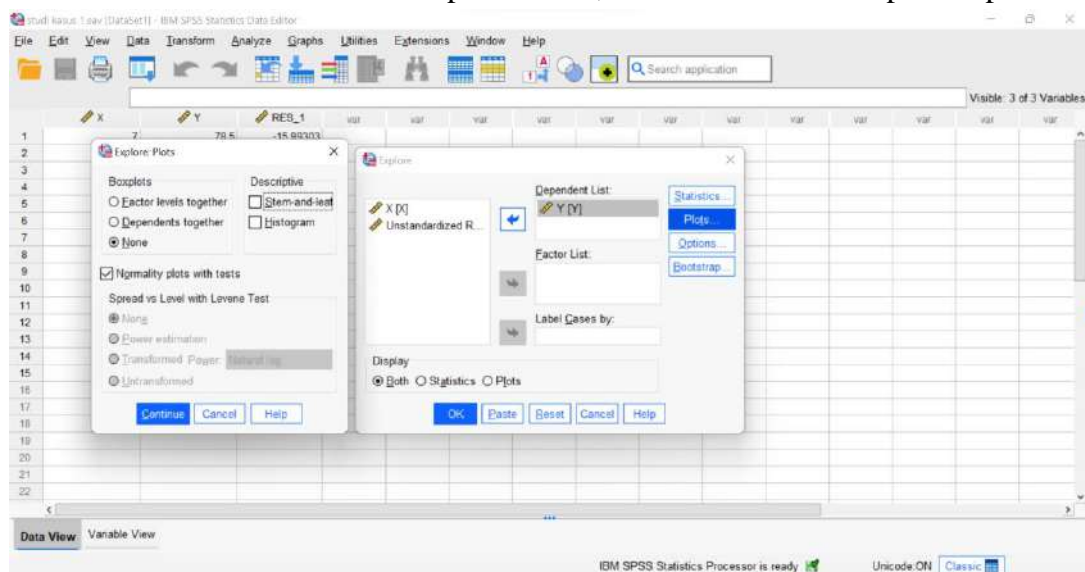 studi kasus 1.sav [DataSet1] - IBM SPSS Statistics Data Editor
File Edit View Data Transform Analyze Graphs Utilities Extensions Window Help
Search application
Visible: 3 of 3 Variables
X Y RES_1 var var var var var var var var var var var
1 7 78.5 -15.99303
2
3
4
5
6
7
8
9
10
11
12
13
14
15
16
17
18
19
20
21
22
Explore: Plots
Boxplots
Factor levels together
Dependents together
None
Descriptive
Stem-and-leaf
Histogram
Normality plots with tests
Spread vs Level with Levene Test
None
Power estimation
Transformed Power: Natural log
Untransformed
Continue Cancel Help
Explore
X [X]
Unstandardized R...
Dependent List:
Y [Y]
Factor List:
Label Cases by:
Statistics...
Plots...
Options...
Bootstrap...
Display
Both Statistics Plots
OK Paste Reset Cancel Help
Data View Variable View
IBM SPSS Statistics Processor is ready Unicode:ON Classic